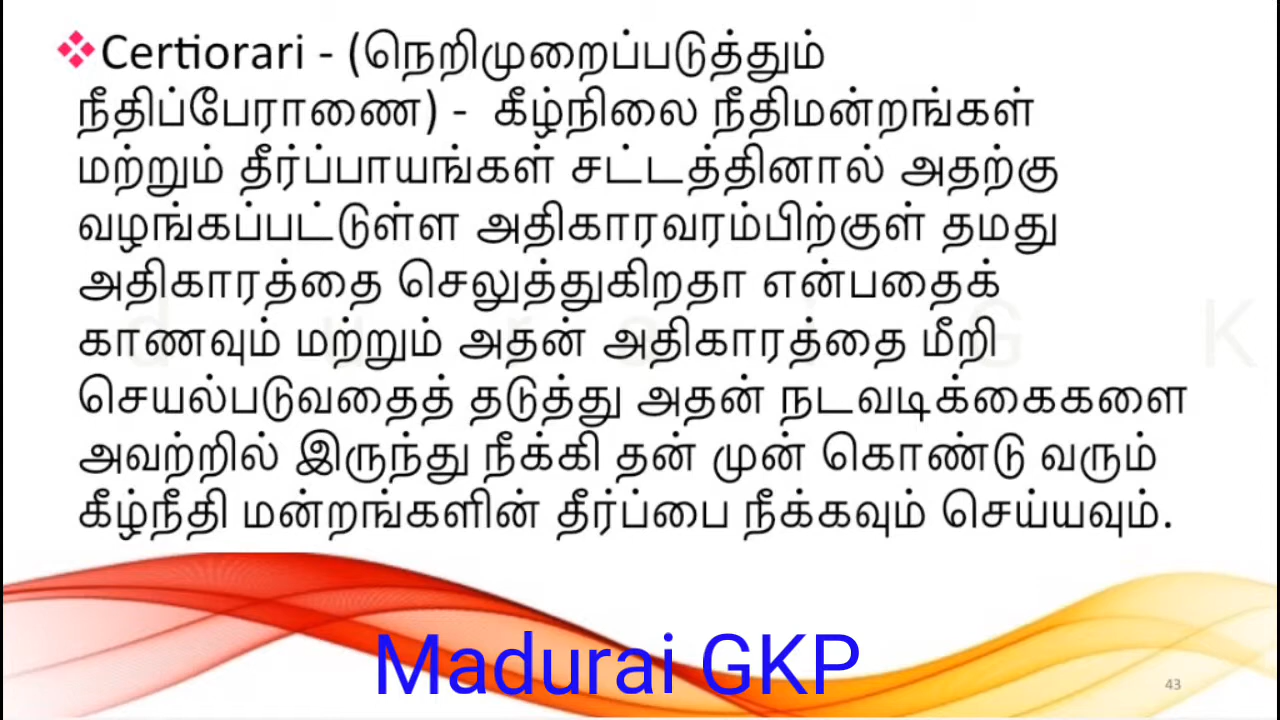 ❖Certiorari - (நெறிமுறைப்படுத்தும்
நீதிப்பேராணை) - கீழ்நிலை நீதிமன்றங்கள்
மற்றும் தீர்ப்பாயங்கள் சட்டத்தினால் அதற்கு
வழங்கப்பட்டுள்ள அதிகாரவரம்பிற்குள் தமது
அதிகாரத்தை செலுத்துகிறதா என்பதைக்
காணவும் மற்றும் அதன் அதிகாரத்தை மீறி
செயல்படுவதைத் தடுத்து அதன் நடவடிக்கைகளை
அவற்றில் இருந்து நீக்கி தன் முன் கொண்டு வரும்
கீழ்நீதி மன்றங்களின் தீர்ப்பை நீக்கவும் செய்யவும்.
Madurai GKP
43